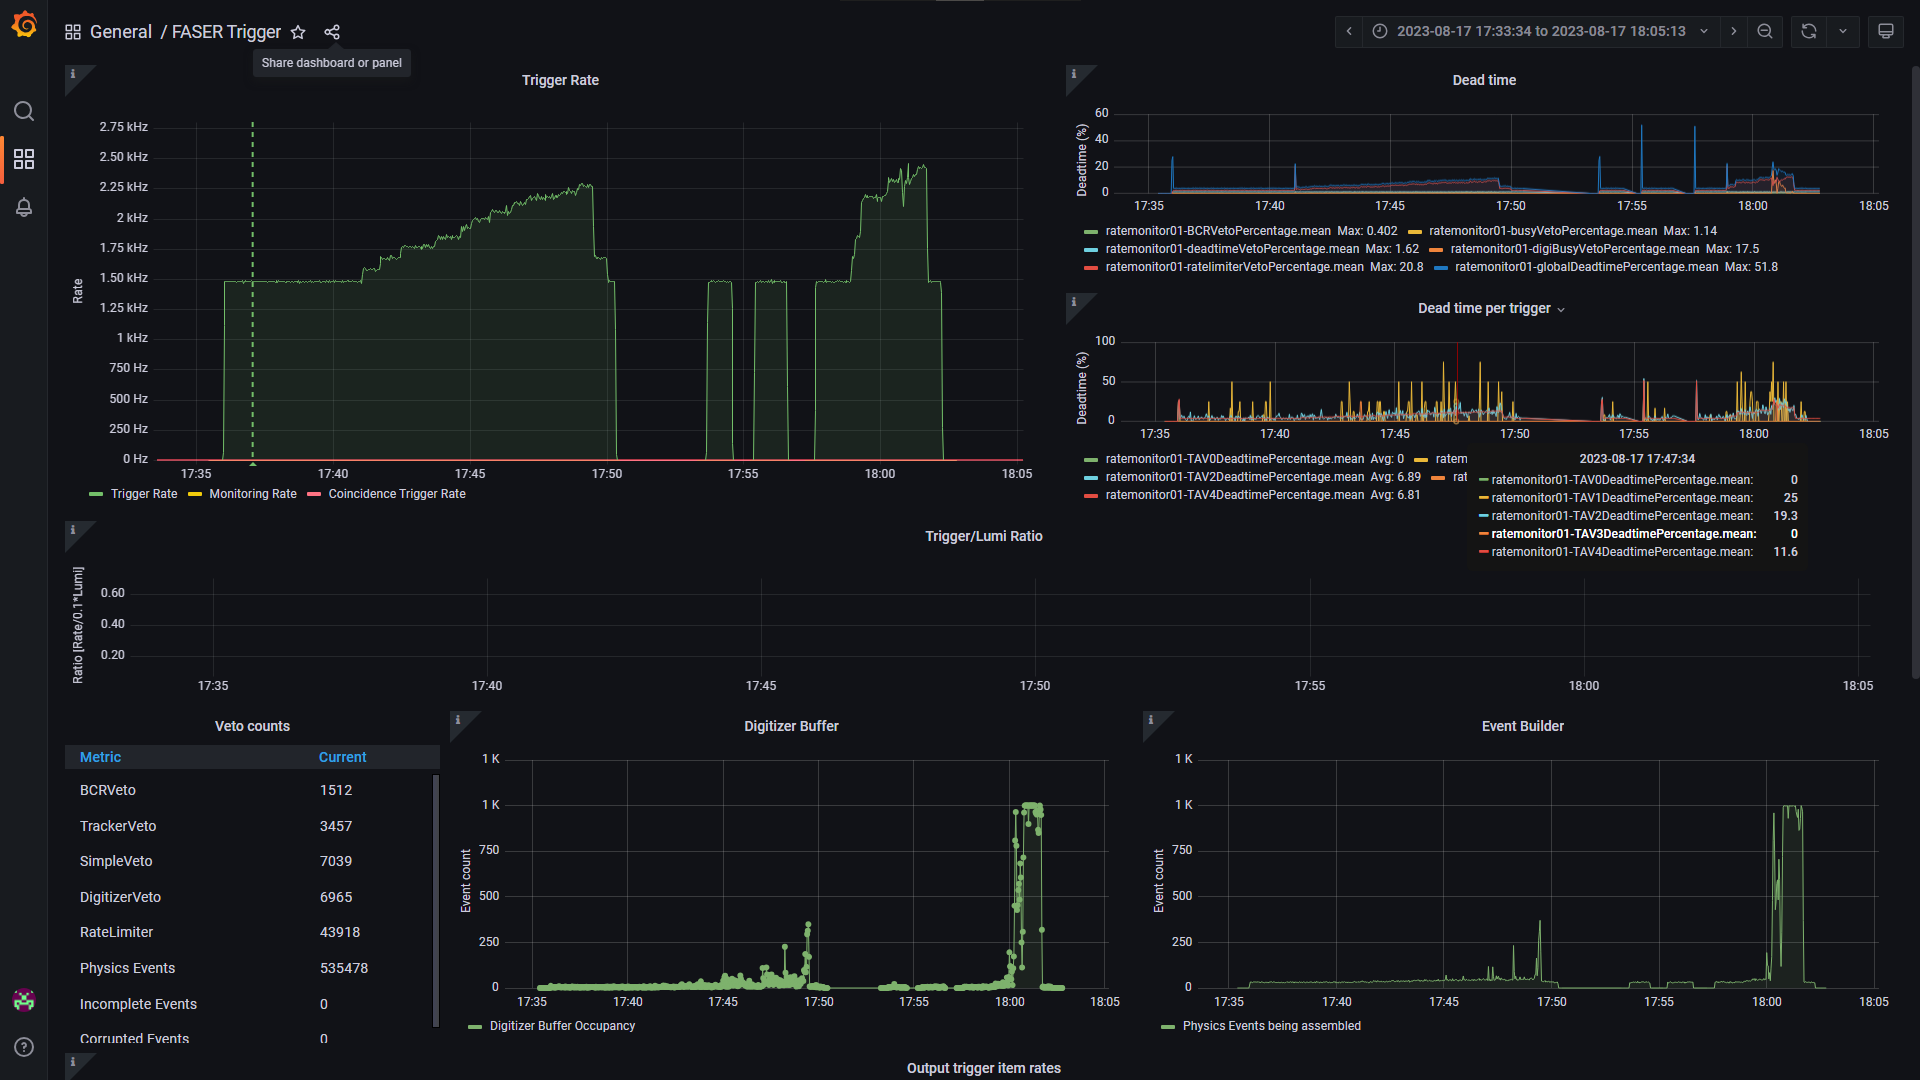 General / FASER Trigger
2023-08-17 17:33:34 to 2023-08-17 18:05:13
Share dashboard or panel
Trigger Rate
2.75 kHz
2.50 kHz
2.25 kHz
2 kHz
1.75 kHz
1.50 kHz
1.25 kHz
1 kHz
750 Hz
500 Hz
250 Hz
0 Hz
Rate
17:35 17:40 17:45 17:50 17:55 18:00 18:05
Trigger Rate Monitoring Rate Coincidence Trigger Rate
Dead time
60
40
20
0
Deadtime (%)
17:35 17:40 17:45 17:50 17:55 18:00 18:05
ratemonitor01-BCRVetoPercentage.mean Max: 0.402 ratemonitor01-busyVetoPercentage.mean Max: 1.14
ratemonitor01-deadtimeVetoPercentage.mean Max: 1.62 ratemonitor01-digiBusyVetoPercentage.mean Max: 17.5
ratemonitor01-ratelimiterVetoPercentage.mean Max: 20.8 ratemonitor01-globalDeadtimePercentage.mean Max: 51.8
Dead time per trigger
100
50
0
Deadtime (%)
17:35 17:40 17:45 17:50 17:55 18:00 18:05
ratemonitor01-TAV0DeadtimePercentage.mean Avg: 0 ratem
ratemonitor01-TAV2DeadtimePercentage.mean Avg: 6.89 rat
ratemonitor01-TAV4DeadtimePercentage.mean Avg: 6.81
2023-08-17 17:47:34
ratemonitor01-TAV0DeadtimePercentage.mean: 0
ratemonitor01-TAV1DeadtimePercentage.mean: 25
ratemonitor01-TAV2DeadtimePercentage.mean: 19.3
ratemonitor01-TAV3DeadtimePercentage.mean: 0
ratemonitor01-TAV4DeadtimePercentage.mean: 11.6
Trigger/Lumi Ratio
0.60
0.40
0.20
Ratio [Rate/0.1*Lumi]
17:35 17:40 17:45 17:50 17:55 18:00 18:05
Veto counts
Metric Current
BCRVeto 1512
TrackerVeto 3457
SimpleVeto 7039
DigitizerVeto 6965
RateLimiter 43918
Physics Events 535478
Incomplete Events 0
Corrupted Events 0
Digitizer Buffer
1 K
1 K
750
500
250
0
Event count
17:35 17:40 17:45 17:50 17:55 18:00 18:05
Digitizer Buffer Occupancy
Event Builder
1 K
1 K
750
500
250
0
Event count
17:35 17:40 17:45 17:50 17:55 18:00 18:05
Physics Events being assembled
Output trigger item rates